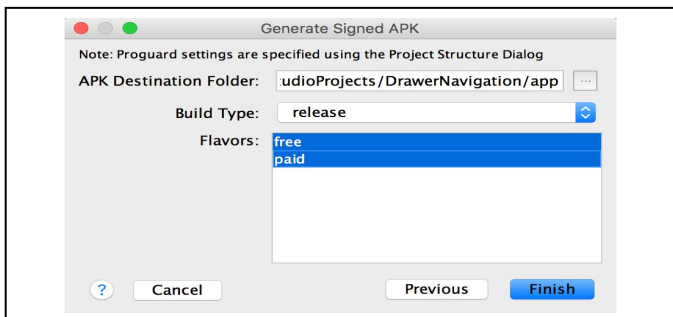 Generate Signed APK
Note: Proguard settings are specified using the Project Structure Dialog
APK Destination Folder: udioProjects/DrawerNavigation/app ...
Build Type: release
Flavors: free
paid
? Cancel Previous Finish